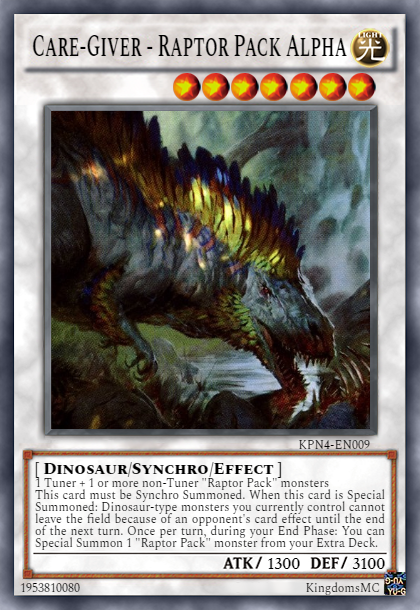 CARE-GIVER - RAPTOR PACK ALPHA
LIGHT
光
KPN4-EN009
[ DINOSAUR/SYNCHRO/EFFECT ]
1 Tuner + 1 or more non-Tuner "Raptor Pack" monsters
This card must be Synchro Summoned. When this card is Special
Summoned: Dinosaur-type monsters you currently control cannot
leave the field because of an opponent's card effect until the end
of the next turn. Once per turn, during your End Phase: You can
Special Summon 1 "Raptor Pack" monster from your Extra Deck.
ATK / 1300 DEF / 3100
1953810080
KingdomsMC